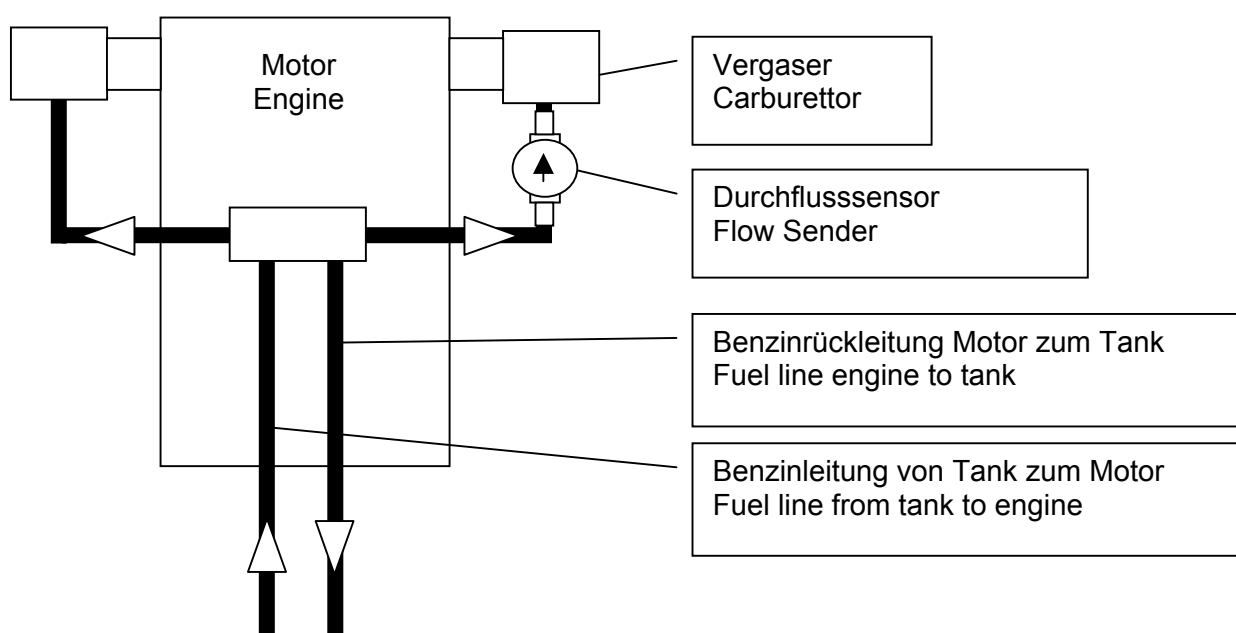 Motor
Engine
Vergaser
Carburettor
Durchflusssensor
Flow Sender
Benzinrückleitung Motor zum Tank
Fuel line engine to tank
Benzinleitung von Tank zum Motor
Fuel line from tank to engine